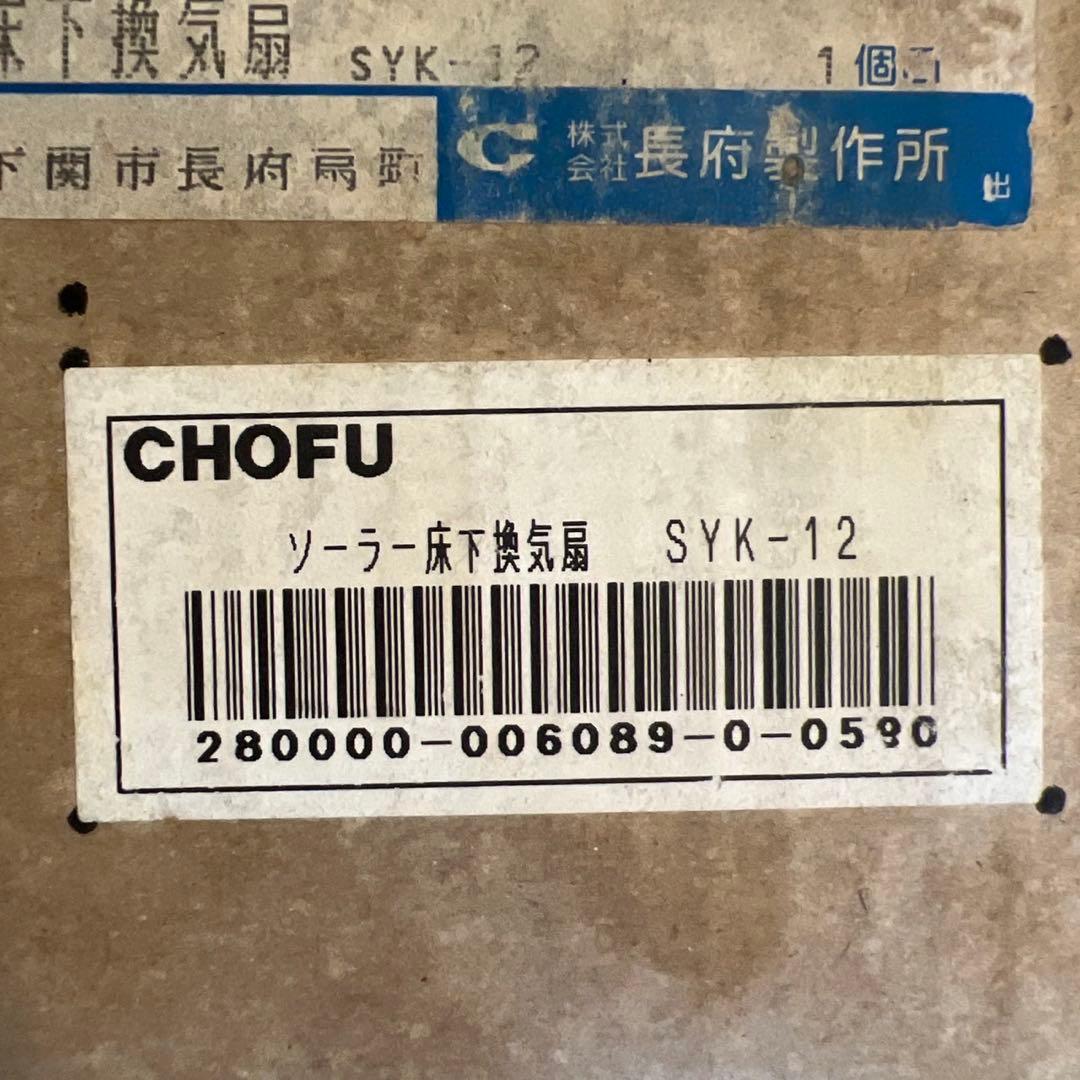 床下換気扇 SYK-12 1個
下関市長府扇町
株式会社 長府製作所
CHOFU
ソーラー床下換気扇 SYK-12
280000-006089-0-0590